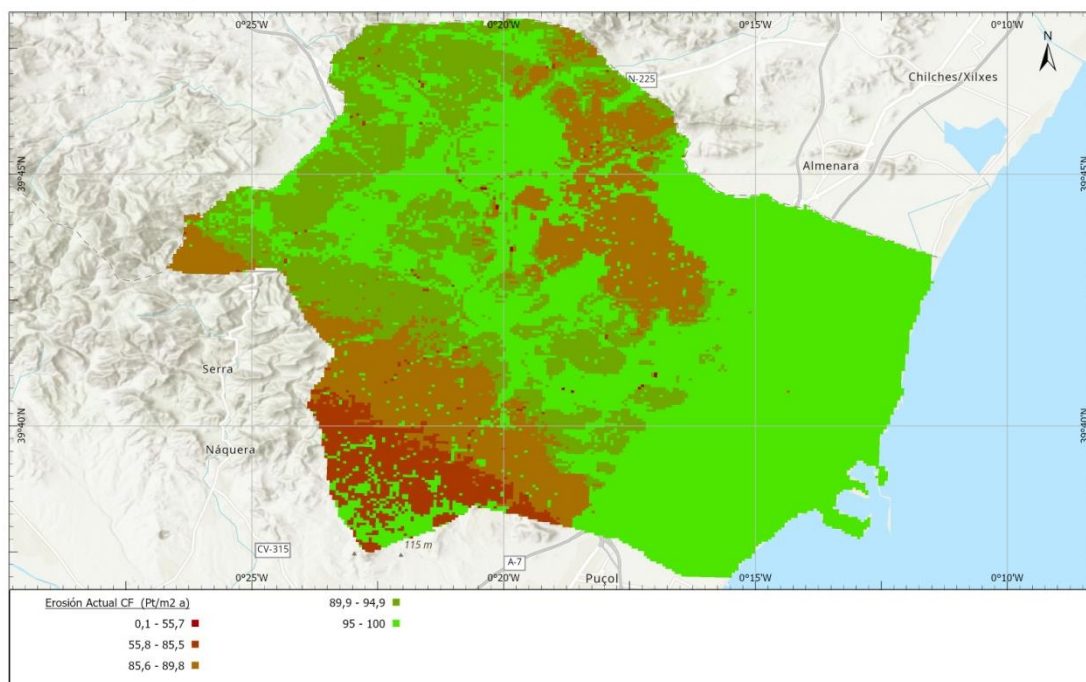 0°25'W 0°20'W 0°15'W 0°10'W
N
N-225
Chilches/Xilxes
Almenara
39°45'N 39°45'N
Serra
39°40'N 39°40'N
Náquera
115 m
CV-315
A-7
Puçol
0°25'W 0°20'W 0°15'W 0°10'W
Erosión Actual CF (Pt/m2 a)
0,1 - 55,7
55,8 - 85,5
85,6 - 89,8
89,9 - 94,9
95 - 100